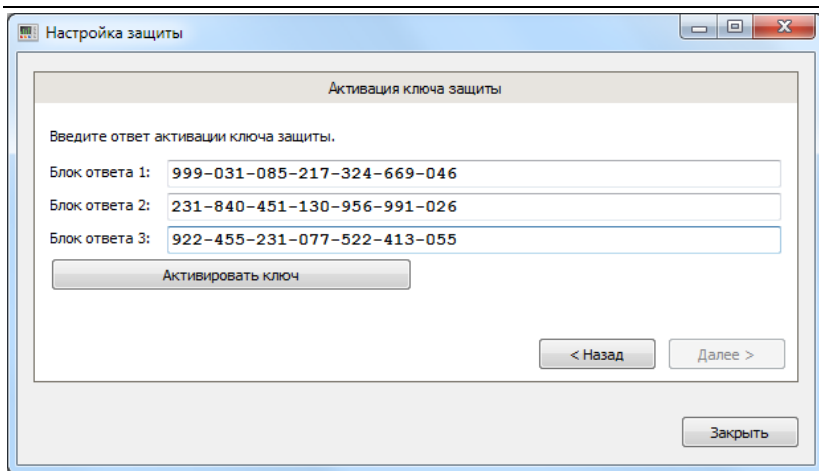 Настройка защиты
Активация ключа защиты
Введите ответ активации ключа защиты.
Блок ответа 1: 999-031-085-217-324-669-046
Блок ответа 2: 231-840-451-130-956-991-026
Блок ответа 3: 922-455-231-077-522-413-055
Активировать ключ
< Назад Далее >
Закрыть